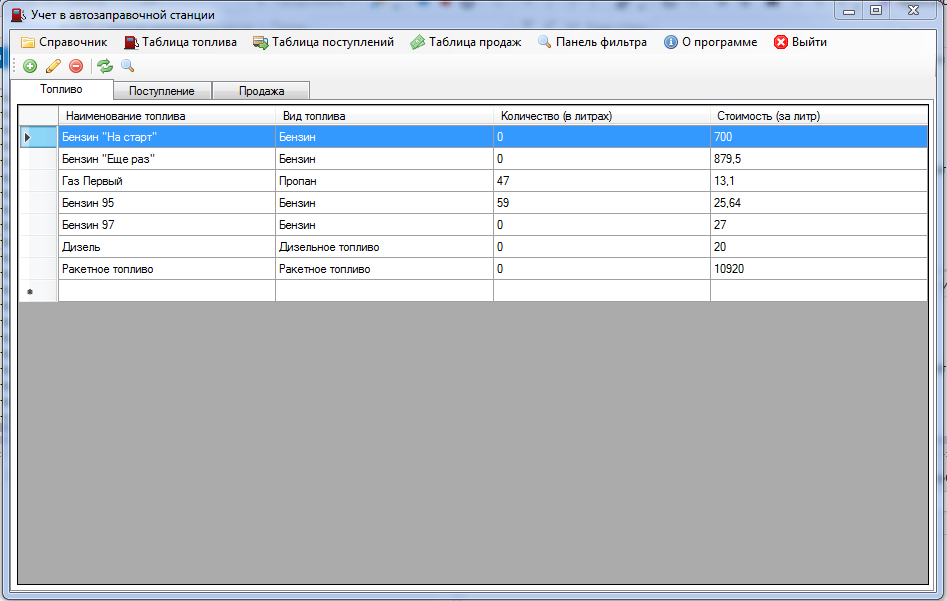 Учет в автозаправочной станции
Справочник Таблица топлива Таблица поступлений Таблица продаж Панель фильтра О программе Выйти
Топливо Поступление Продажа
Наименование топлива Вид топлива Количество (в литрах) Стоимость (за литр)
Бензин "На старт" Бензин 0 700
Бензин "Еще раз" Бензин 0 879,5
Газ Первый Пропан 47 13,1
Бензин 95 Бензин 59 25,64
Бензин 97 Бензин 0 27
Дизель Дизельное топливо 0 20
Ракетное топливо Ракетное топливо 0 10920